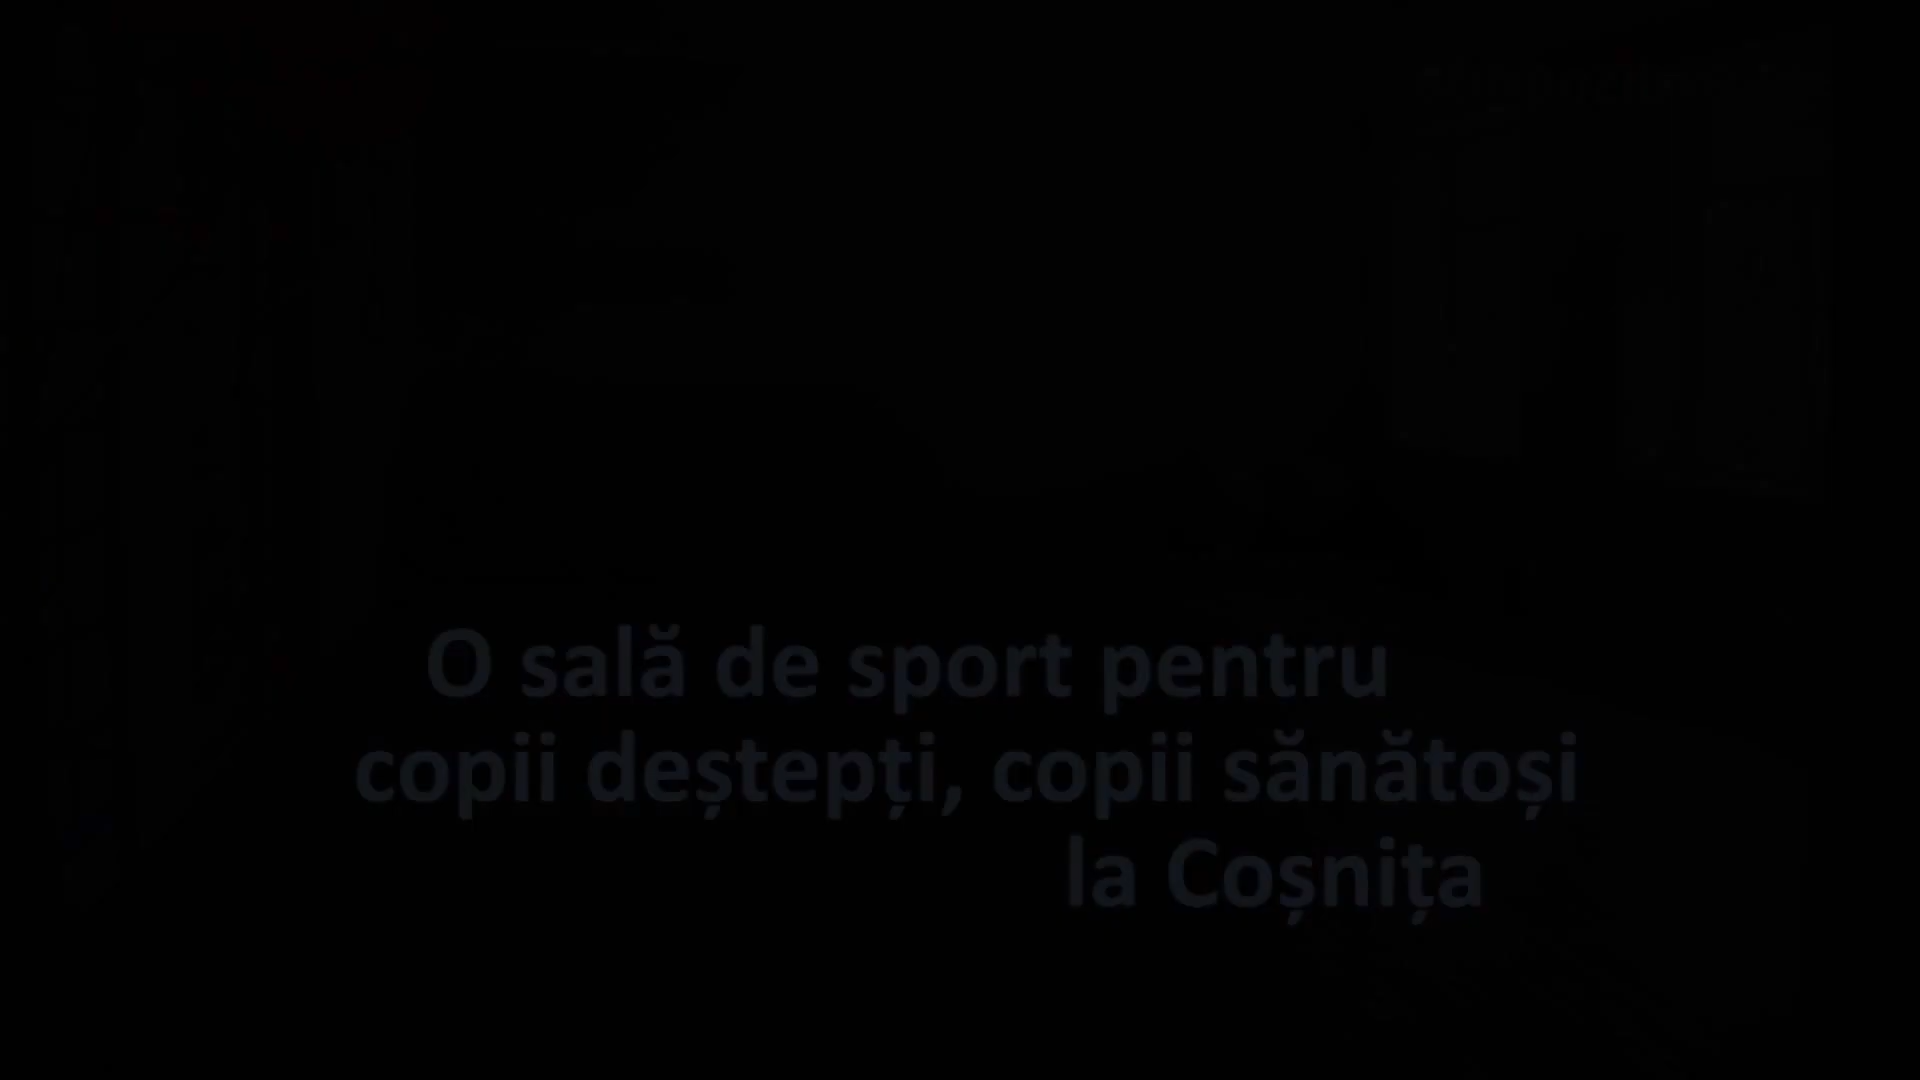 O sală de sport pentru
copii deștepți, copii sănătoși
la Coșnița